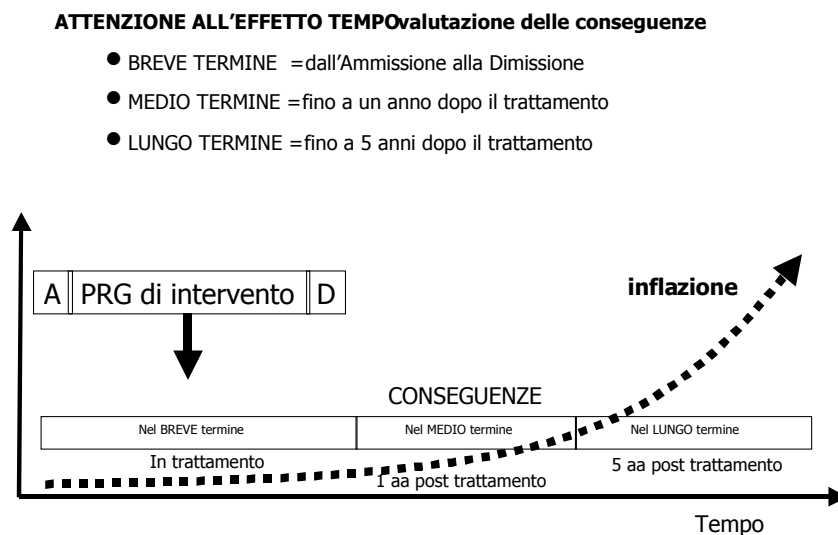 ATTENZIONE ALL'EFFETTO TEMPOvalutazione delle conseguenze
● BREVE TERMINE =dall'Ammissione alla Dimissione
● MEDIO TERMINE =fino a un anno dopo il trattamento
● LUNGO TERMINE =fino a 5 anni dopo il trattamento
A PRG di intervento D
inflazione
CONSEGUENZE
Nel BREVE termine Nel MEDIO termine Nel LUNGO termine
In trattamento 1 aa post trattamento 5 aa post trattamento
Tempo